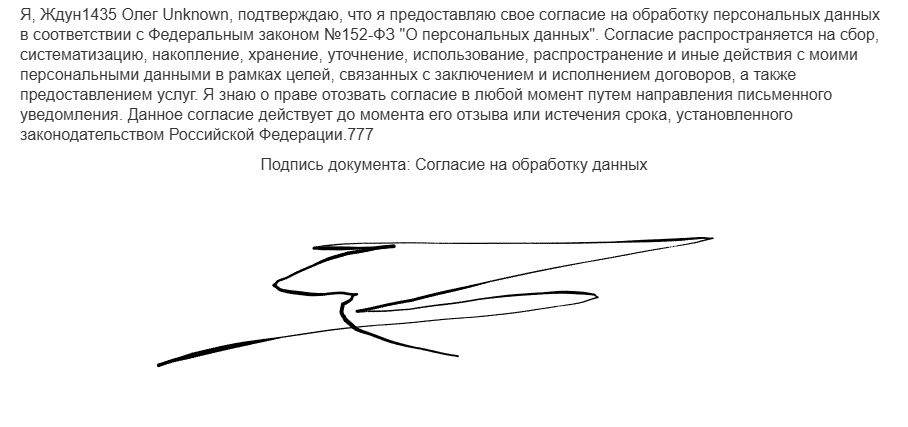 Я, Ждун1435 Олег Unknown, подтверждаю, что я предоставляю свое согласие на обработку персональных данных
в соответствии с Федеральным законом №152-ФЗ "О персональных данных". Согласие распространяется на сбор,
систематизацию, накопление, хранение, уточнение, использование, распространение и иные действия с моими
персональными данными в рамках целей, связанных с заключением и исполнением договоров, а также
предоставлением услуг. Я знаю о праве отозвать согласие в любой момент путем направления письменного
уведомления. Данное согласие действует до момента его отзыва или истечения срока, установленного
законодательством Российской Федерации.777
Подпись документа: Согласие на обработку данных